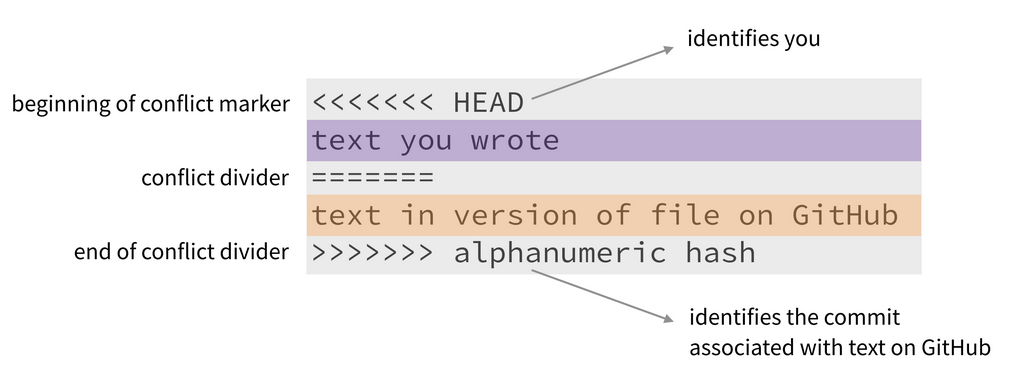 identifies you
beginning of conflict marker <<<<<<< HEAD
text you wrote
conflict divider =======
text in version of file on GitHub
end of conflict divider >>>>>>> alphanumeric hash
identifies the commit
associated with text on GitHub